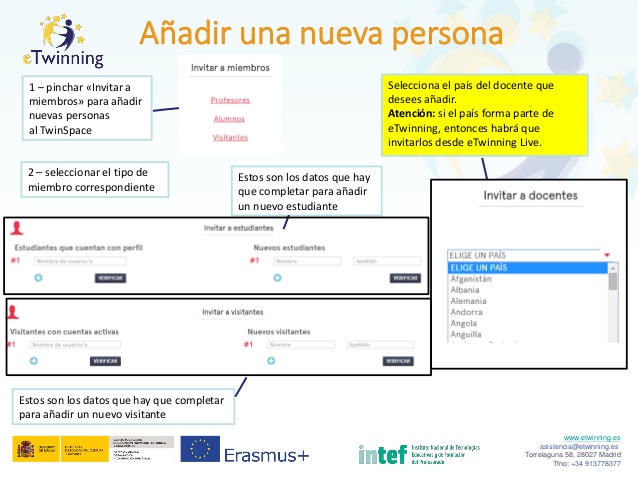 Añadir una nueva persona
eTwinning
1 – pinchar «Invitar a
miembros» para añadir
nuevas personas
al TwinSpace
Invitar a miembros
Profesores
Alumnos
Visitantes
Selecciona el país del docente que
desees añadir.
Atención: si el país forma parte de
eTwinning, entonces habrá que
invitarlos desde eTwinning Live.
2 – seleccionar el tipo de
miembro correspondiente
Estos son los datos que hay
que completar para añadir
un nuevo estudiante
Invitar a docentes
ELIGE UN PAÍS
ELIGE UN PAÍS
Afganistán
Albania
Alemania
Andorra
Angola
Anguilla
Invitar a estudiantes
Estudiantes que cuentan con perfil
Nuevos estudiantes
#1 Nombre de usuario/a
#1 Nombre Apellido
VERIFICAR
VERIFICAR
Invitar a visitantes
Visitantes con cuentas activas
Nuevos visitantes
#1 Nombre de usuario/a
#1 Nombre Apellido
VERIFICAR
VERIFICAR
Estos son los datos que hay que completar
para añadir un nuevo visitante
GOBIERNO
DE ESPAÑA
Erasmus+
intef
Instituto Nacional de Tecnologías
Educativas y de Formación
del Profesorado
www.etwinning.es
asistencia@etwinning.es
Torrelaguna 58, 28027 Madrid
Tfno: +34 913778377